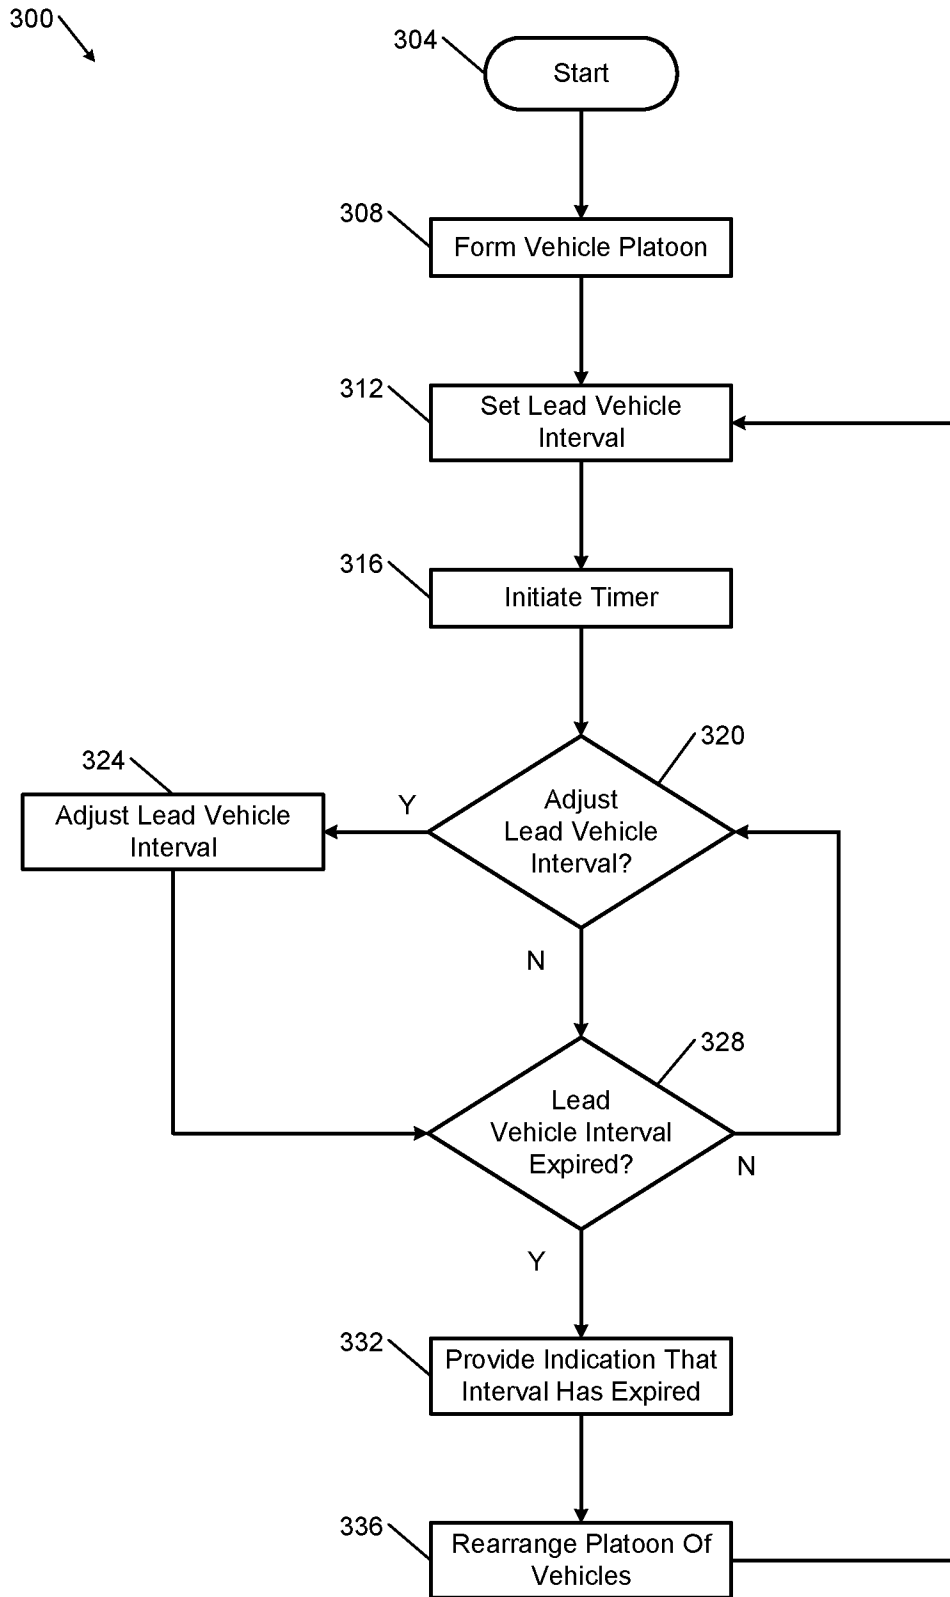 300
304
Start
308
Form Vehicle Platoon
312
Set Lead Vehicle
Interval
316
Initiate Timer
320
Adjust
Lead Vehicle
Interval?
Y
N
324
Adjust Lead Vehicle
Interval
328
Lead
Vehicle Interval
Expired?
N
Y
332
Provide Indication That
Interval Has Expired
336
Rearrange Platoon Of
Vehicles